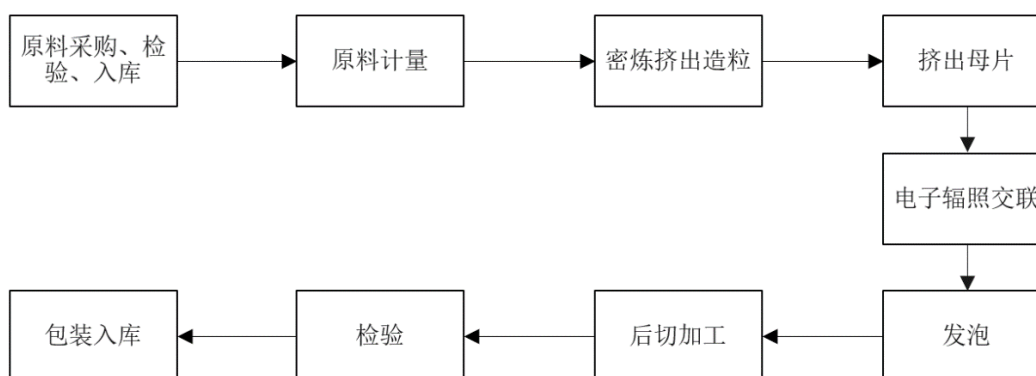 原料采购、检
验、入库
原料计量
密炼挤出造粒
挤出母片
电子辐照交联
发泡
后切加工
检验
包装入库